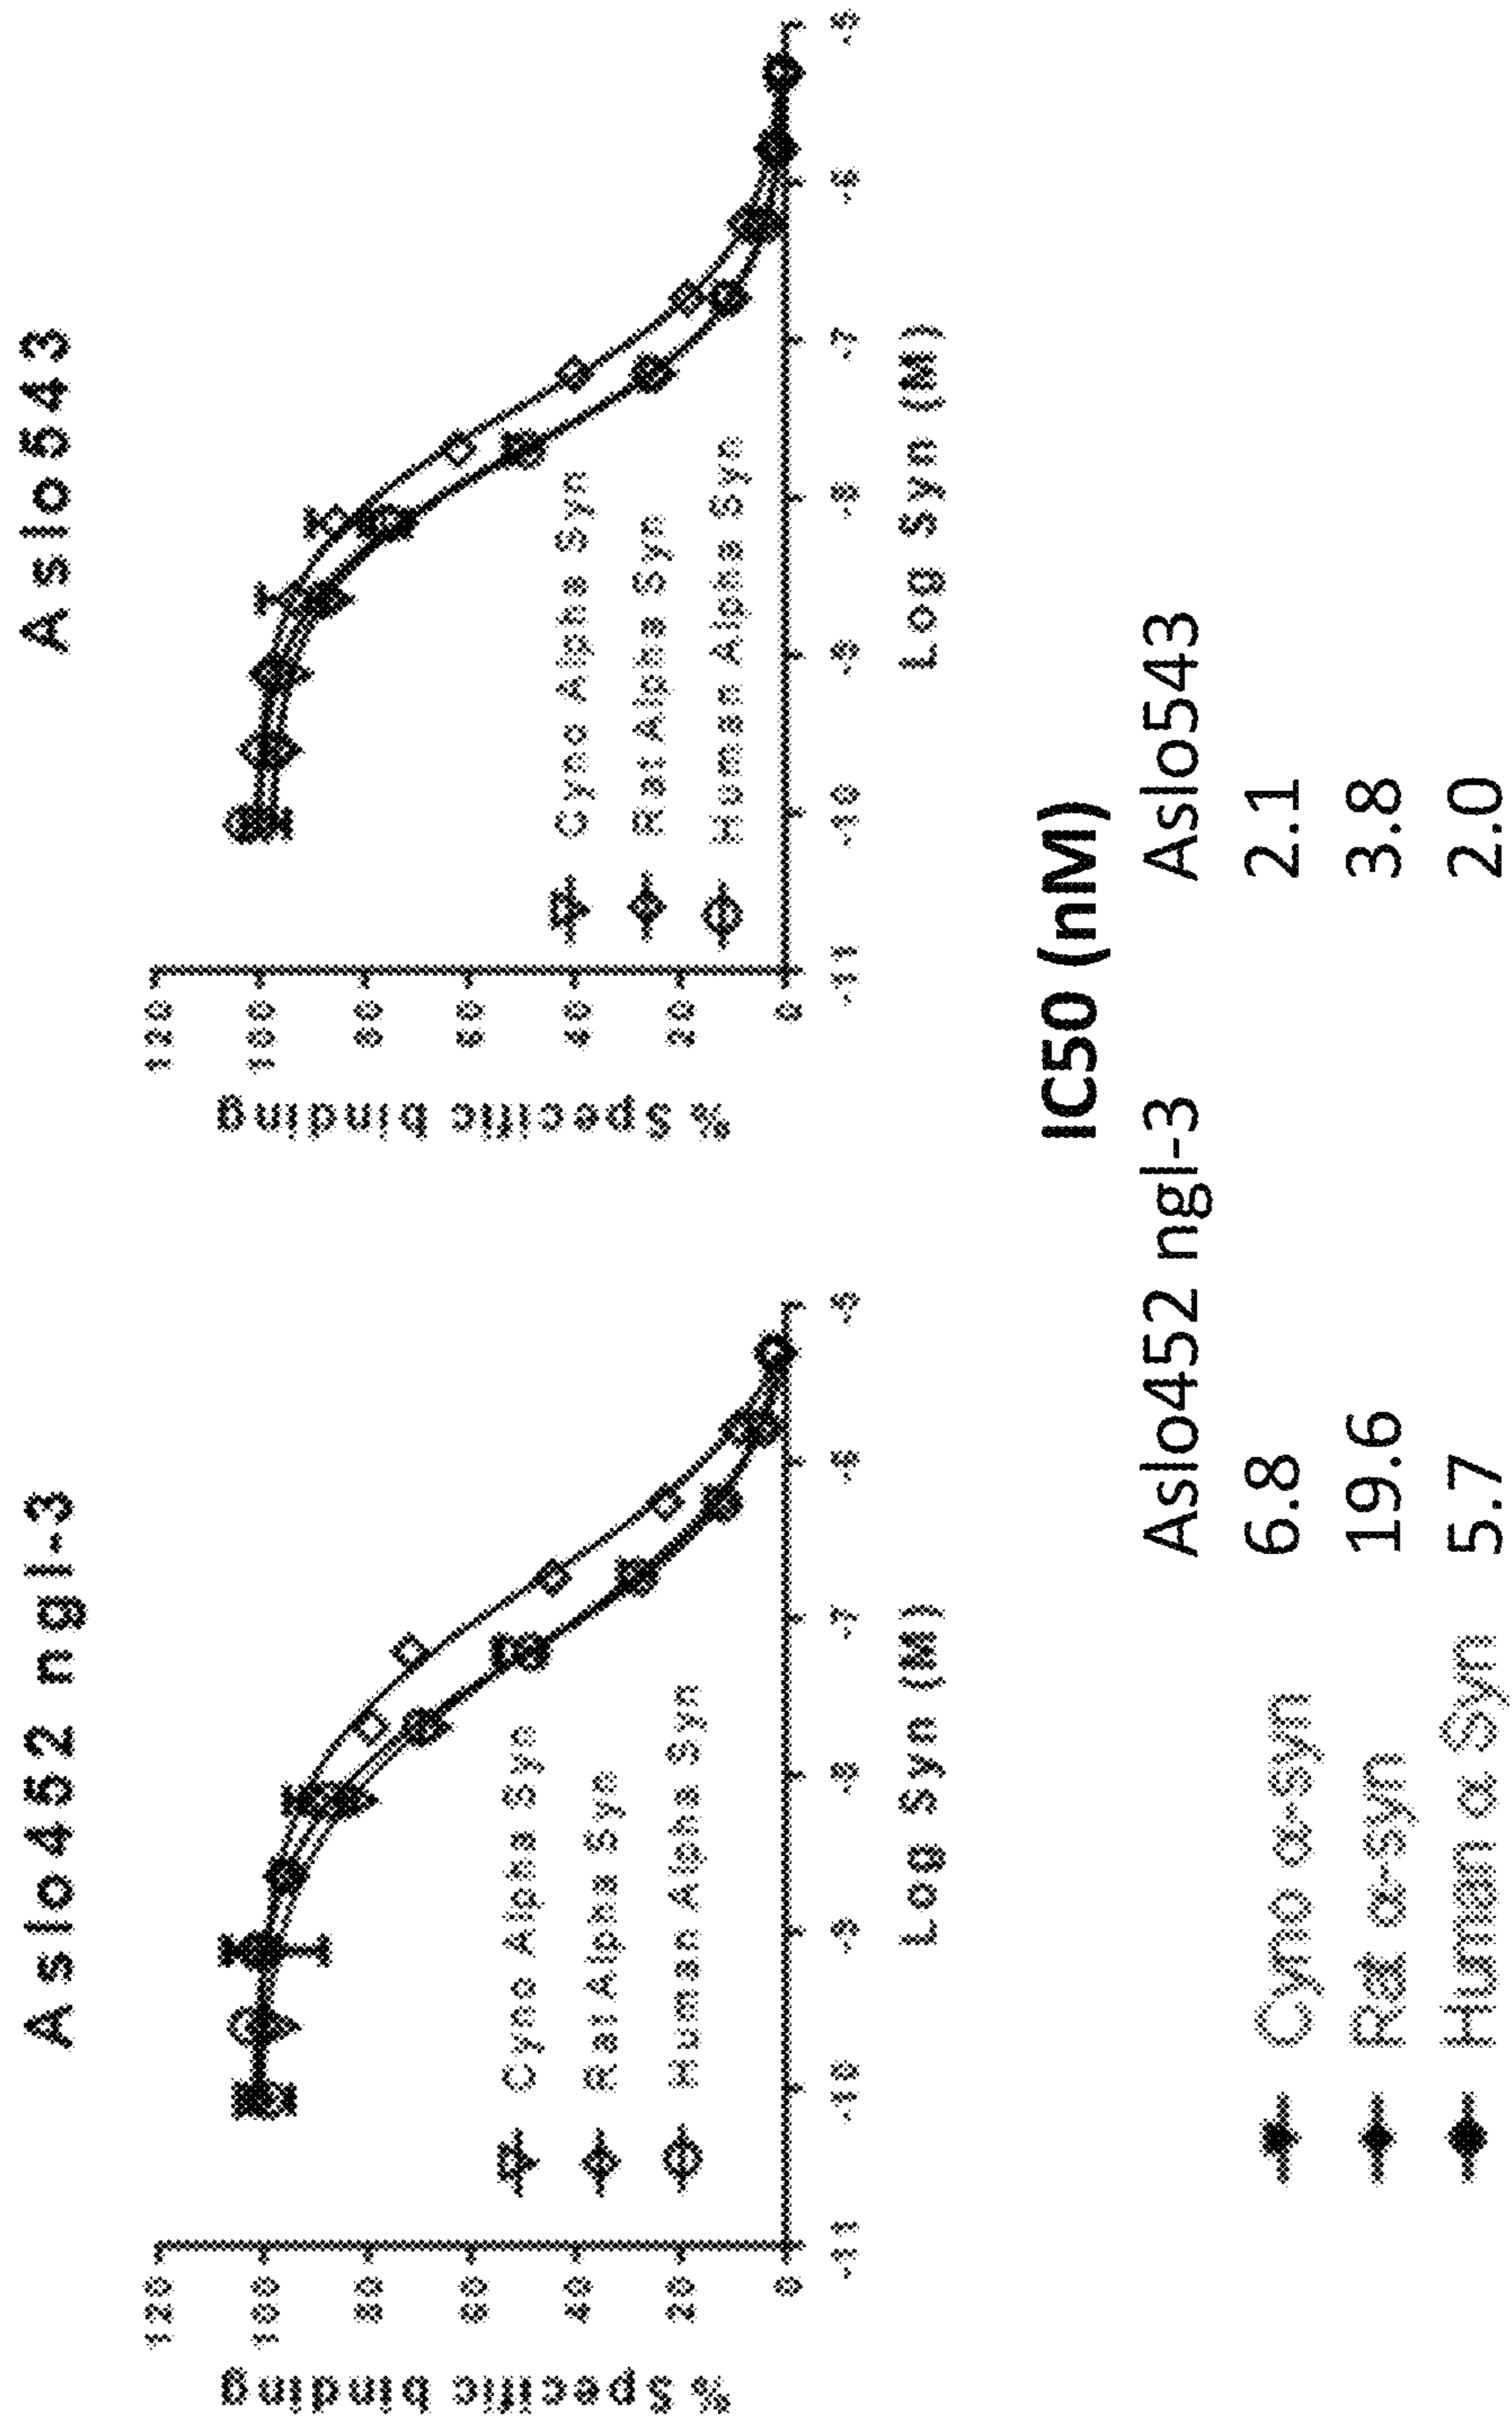 Aslo452 ngl-3
% Specific binding
120
100
80
60
40
20
0
-11
-10
-9
-8
-7
-6
-5
Log Syn (M)
Cyno Alpha Syn
Rat Alpha Syn
Human Alpha Syn
Aslo543
% Specific binding
120
100
80
60
40
20
0
-11
-10
-9
-8
-7
-6
-5
Log Syn (M)
Cyno Alpha Syn
Rat Alpha Syn
Human Alpha Syn
IC50 (nM)
Aslo452 ngl-3 Aslo543
Cyno α-syn 6.8 2.1
Rat α-syn 19.6 3.8
Human α Syn 5.7 2.0